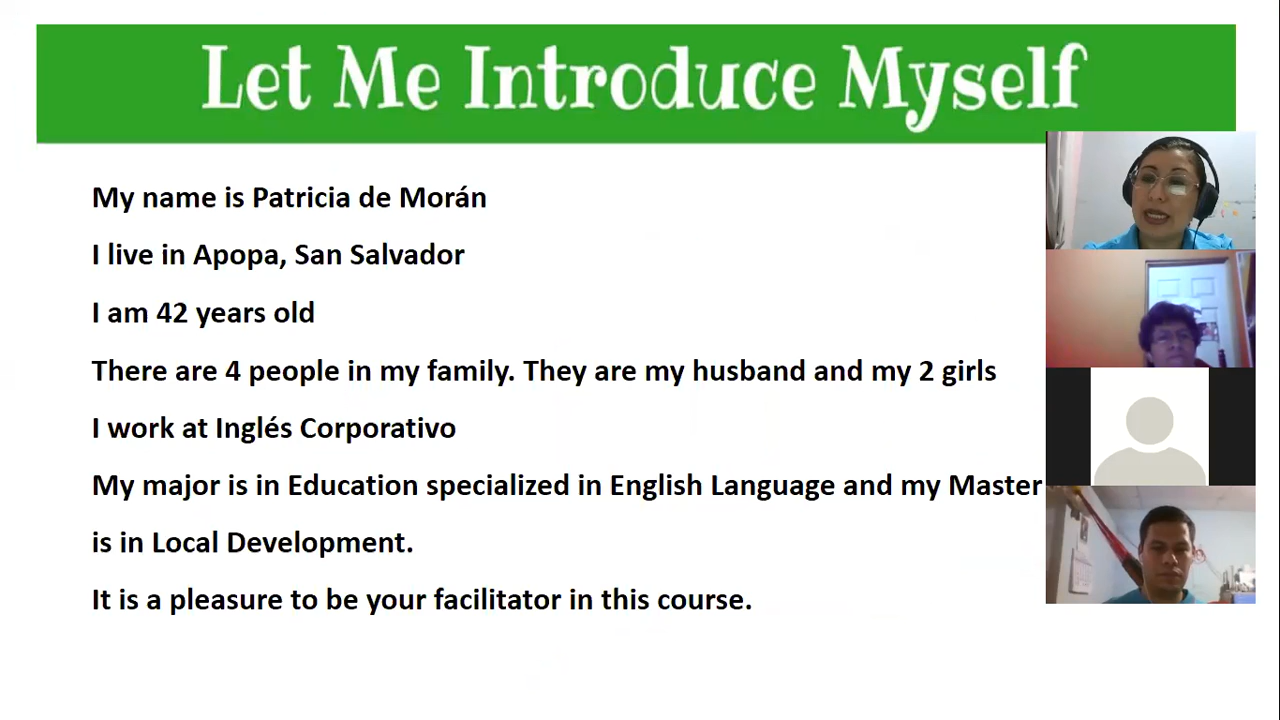 Let Me Introduce Myself
My name is Patricia de Morán
I live in Apopa, San Salvador
I am 42 years old
There are 4 people in my family. They are my husband and my 2 girls
I work at Inglés Corporativo
My major is in Education specialized in English Language and my Master
is in Local Development.
It is a pleasure to be your facilitator in this course.